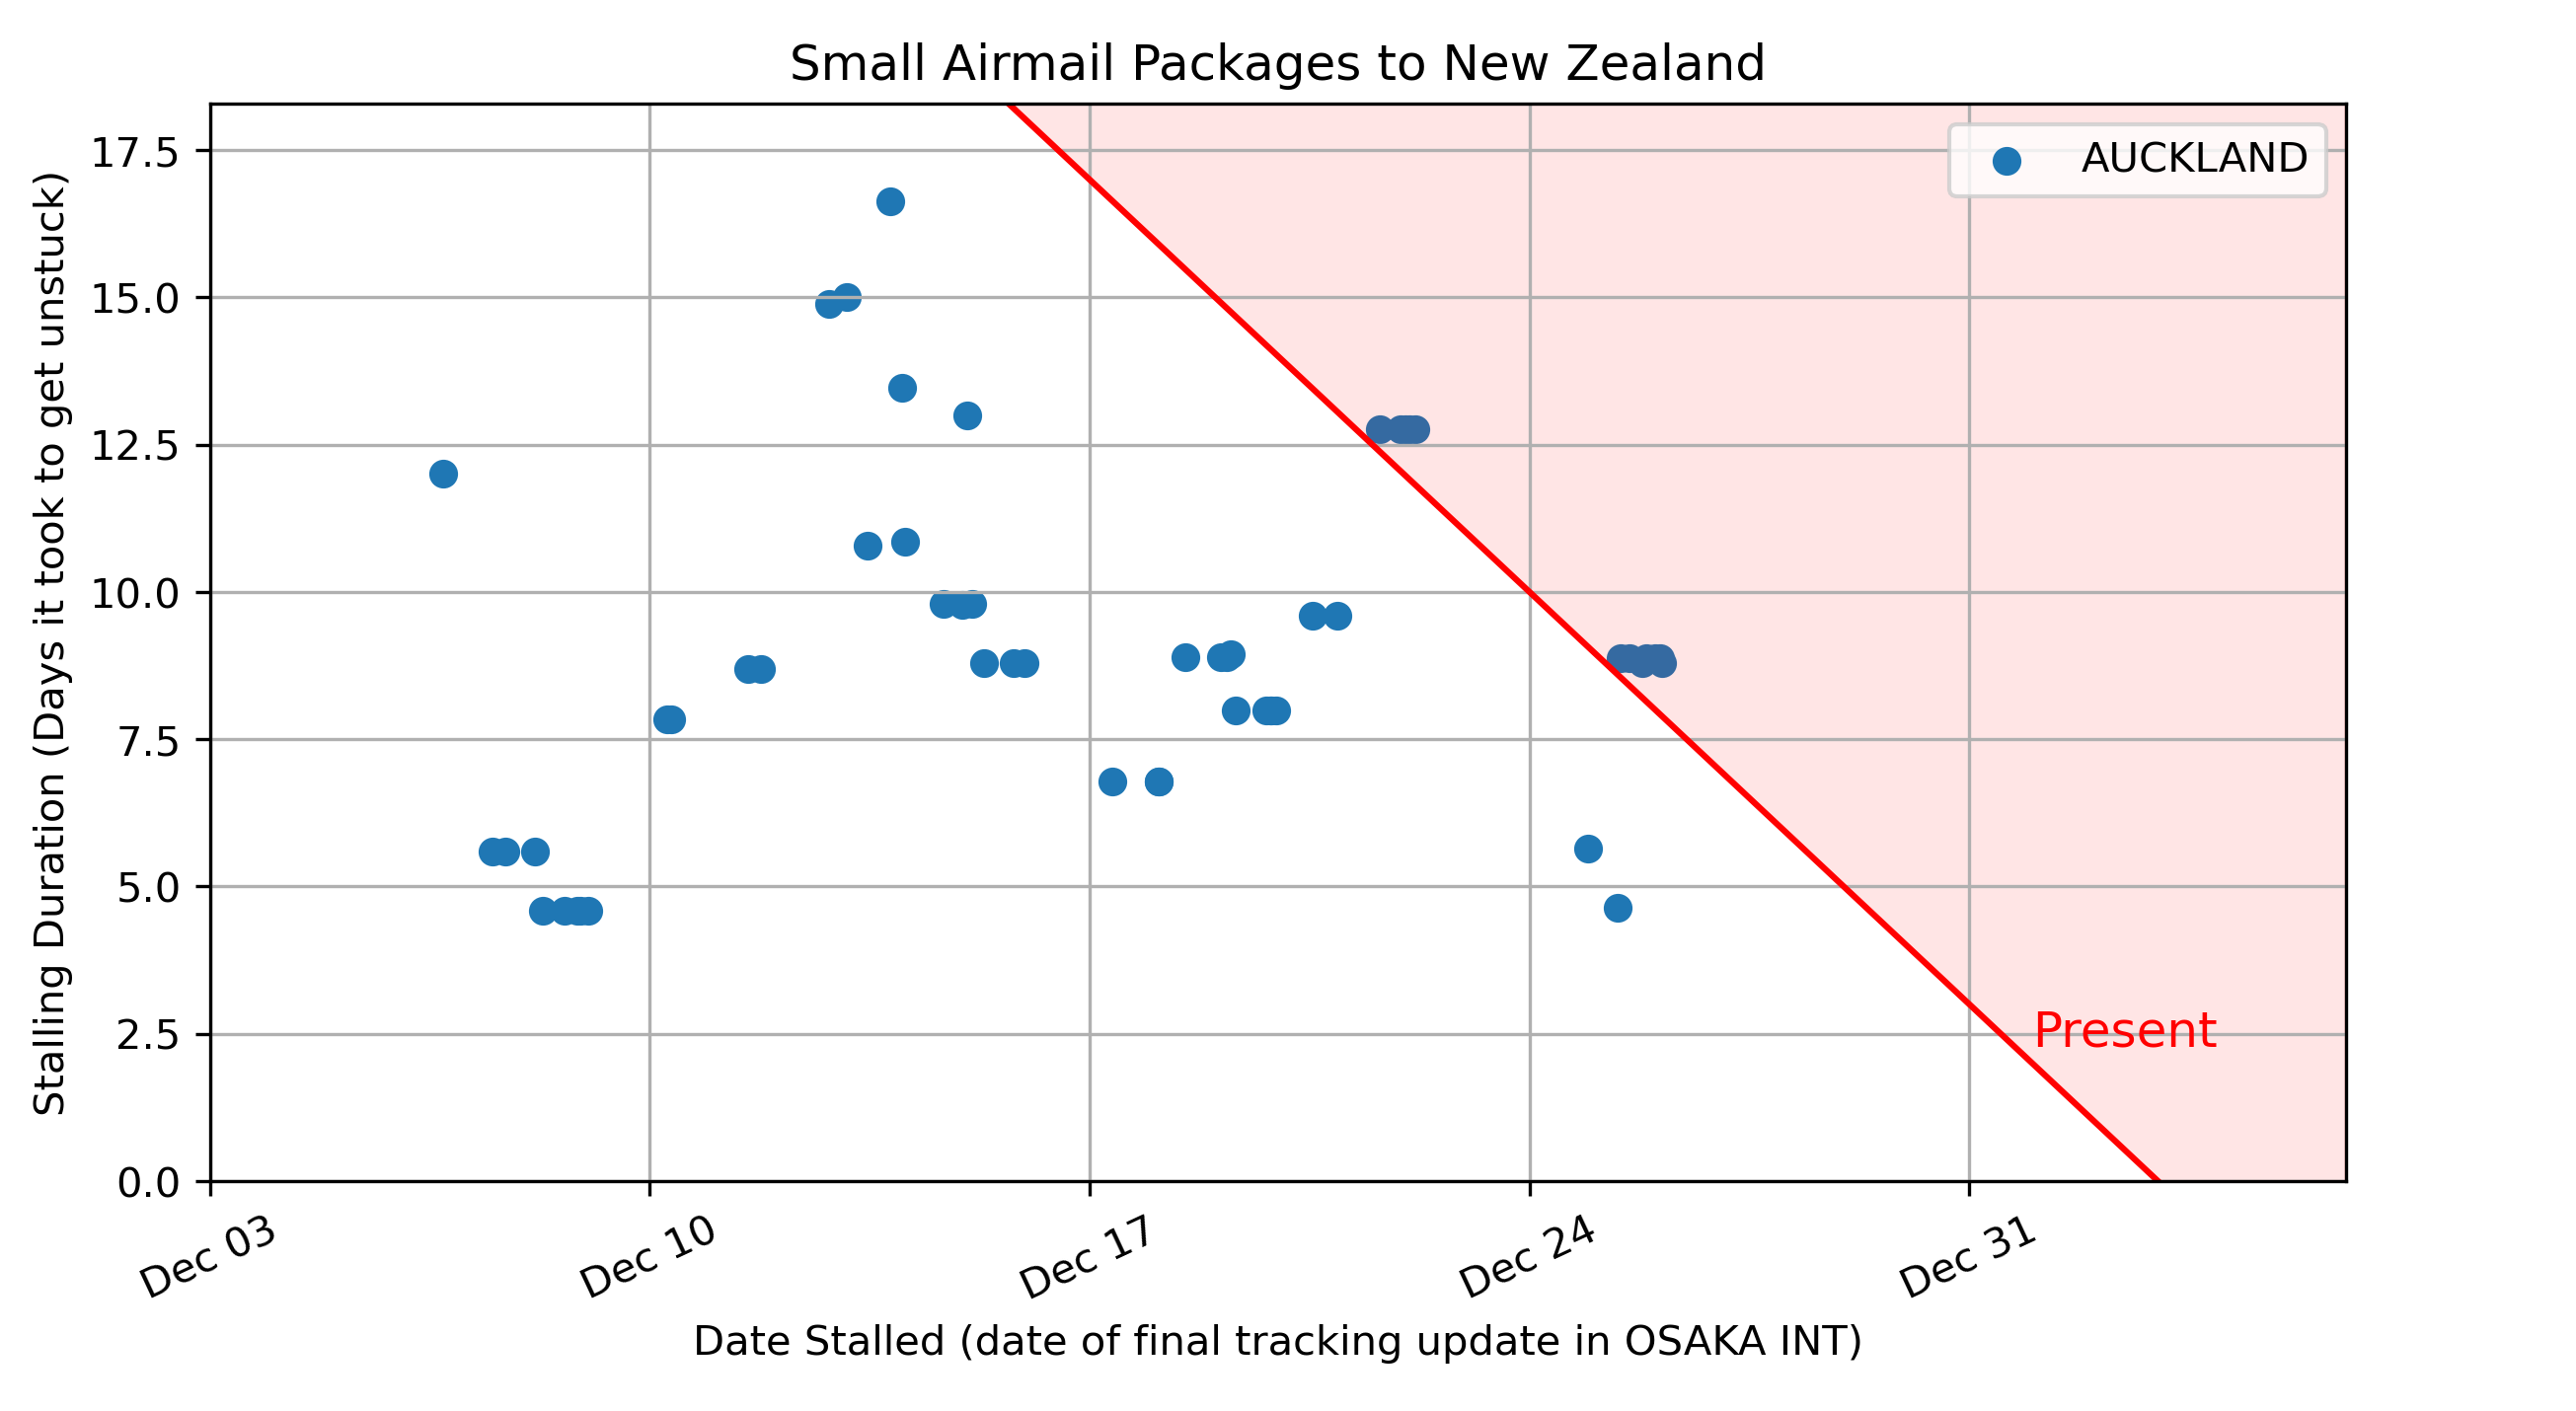 Small Airmail Packages to New Zealand
Stalling Duration (Days it took to get unstuck)
17.5
15.0
12.5
10.0
7.5
5.0
2.5
0.0
AUCKLAND
Present
Dec 03
Dec 10
Dec 17
Dec 24
Dec 31
Date Stalled (date of final tracking update in OSAKA INT)